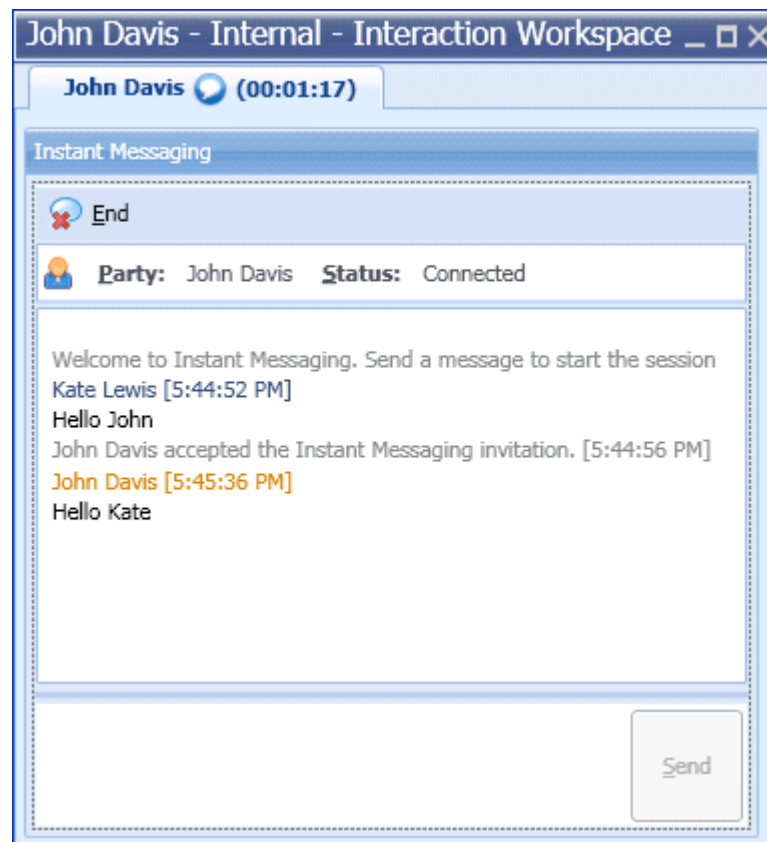 John Davis - Internal - Interaction Workspace
John Davis (00:01:17)
Instant Messaging
End
Party: John Davis Status: Connected
Welcome to Instant Messaging. Send a message to start the session
Kate Lewis [5:44:52 PM]
Hello John
John Davis accepted the Instant Messaging invitation. [5:44:56 PM]
John Davis [5:45:36 PM]
Hello Kate
Send